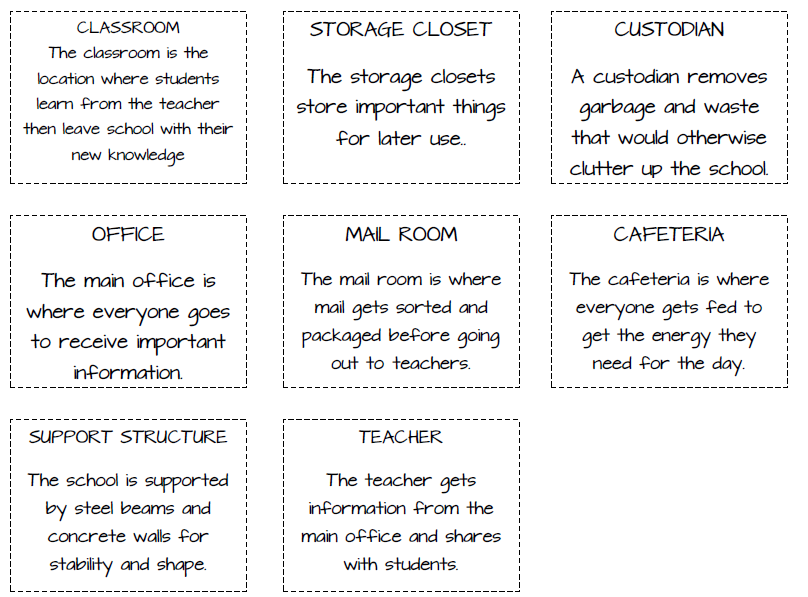 CLASSROOM
The classroom is the
location where students
learn from the teacher
then leave school with their
new knowledge
STORAGE CLOSET
The storage closets
store important things
for later use..
CUSTODIAN
A custodian removes
garbage and waste
that would otherwise
clutter up the school.
OFFICE
The main office is
where everyone goes
to receive important
information.
MAIL ROOM
The mail room is where
mail gets sorted and
packaged before going
out to teachers.
CAFETERIA
The cafeteria is where
everyone gets fed to
get the energy they
need for the day.
SUPPORT STRUCTURE
The school is supported
by steel beams and
concrete walls for
stability and shape.
TEACHER
The teacher gets
information from the
main office and shares
with students.